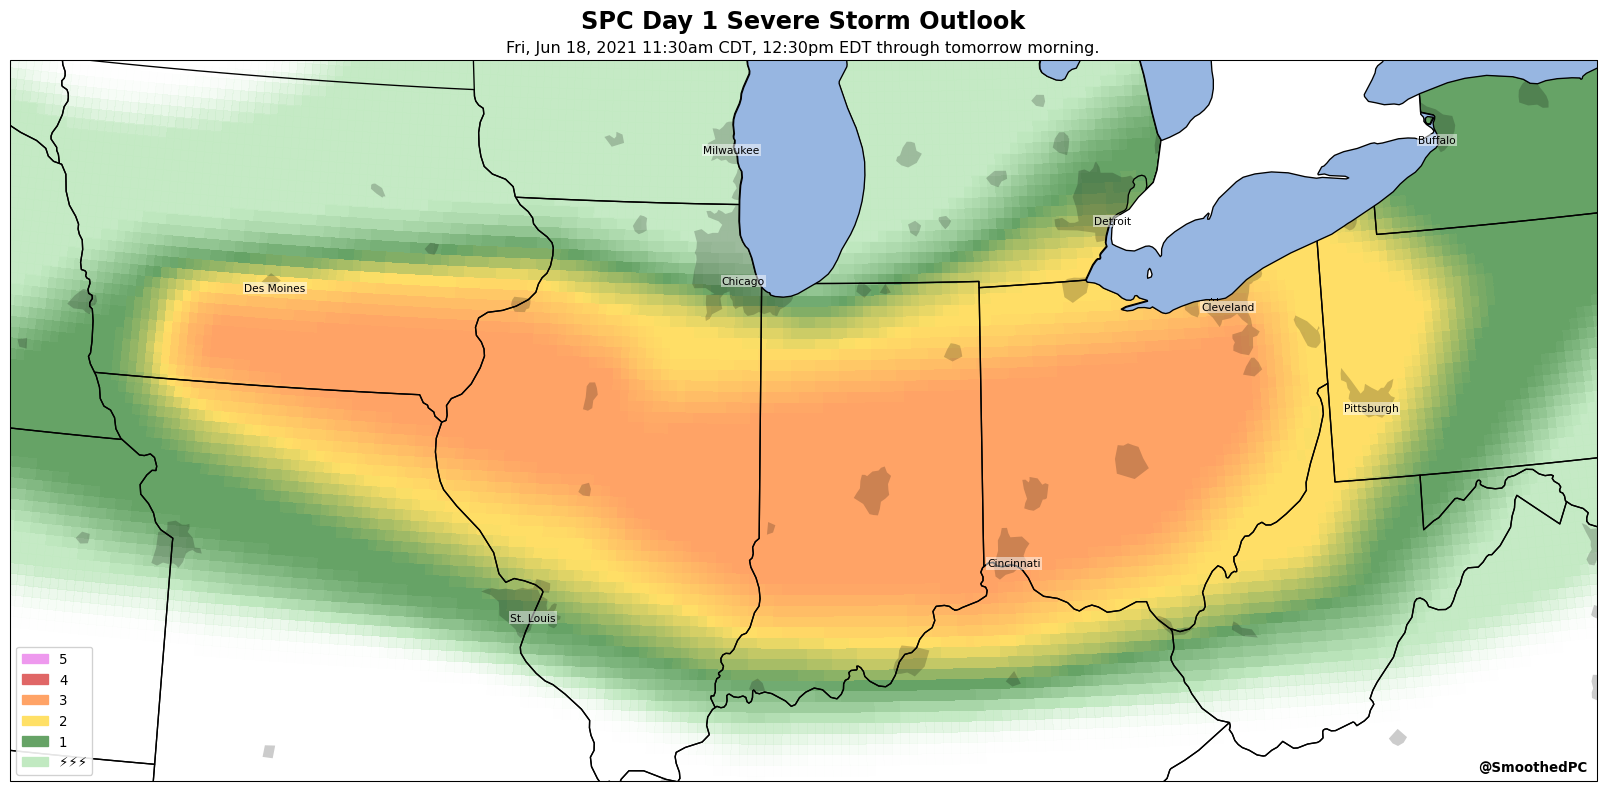 SPC Day 1 Severe Storm Outlook
Fri, Jun 18, 2021 11:30am CDT, 12:30pm EDT through tomorrow morning.
Buffalo
Milwaukee
Detroit
Chicago
Des Moines
Cleveland
Pittsburgh
Cincinnati
St. Louis
5
4
3
2
1
⚡⚡⚡
@SmoothedPC